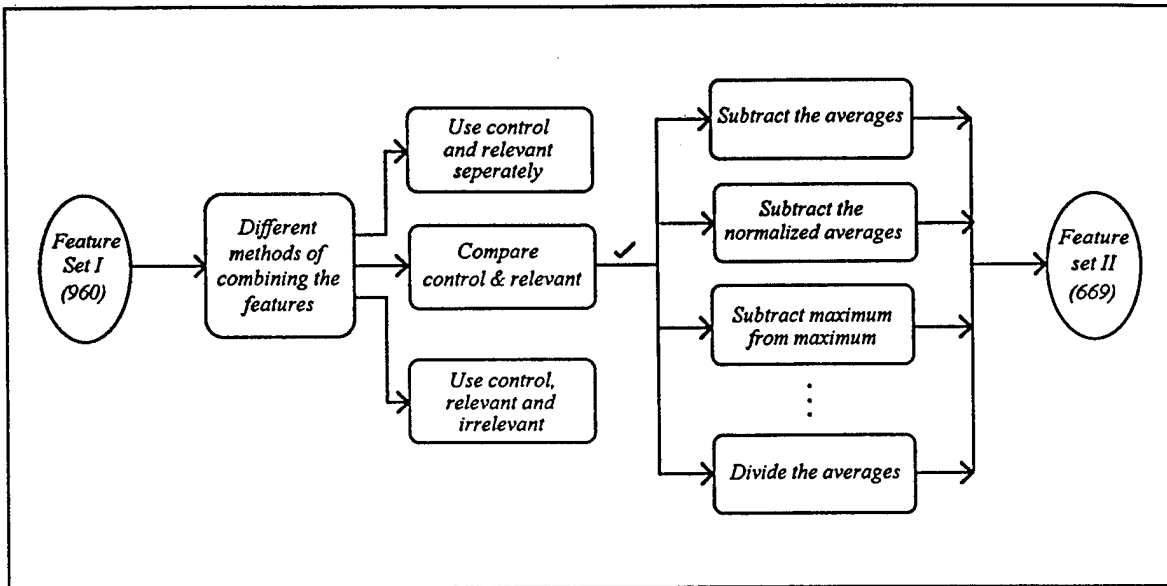 Feature
Set I
(960)
Different
methods of
combining the
features
Use control
and relevant
seperately
Compare
control & relevant
Use control,
relevant and
irrelevant
Subtract the averages
Subtract the
normalized averages
Subtract maximum
from maximum
Divide the averages
Feature
set II
(669)